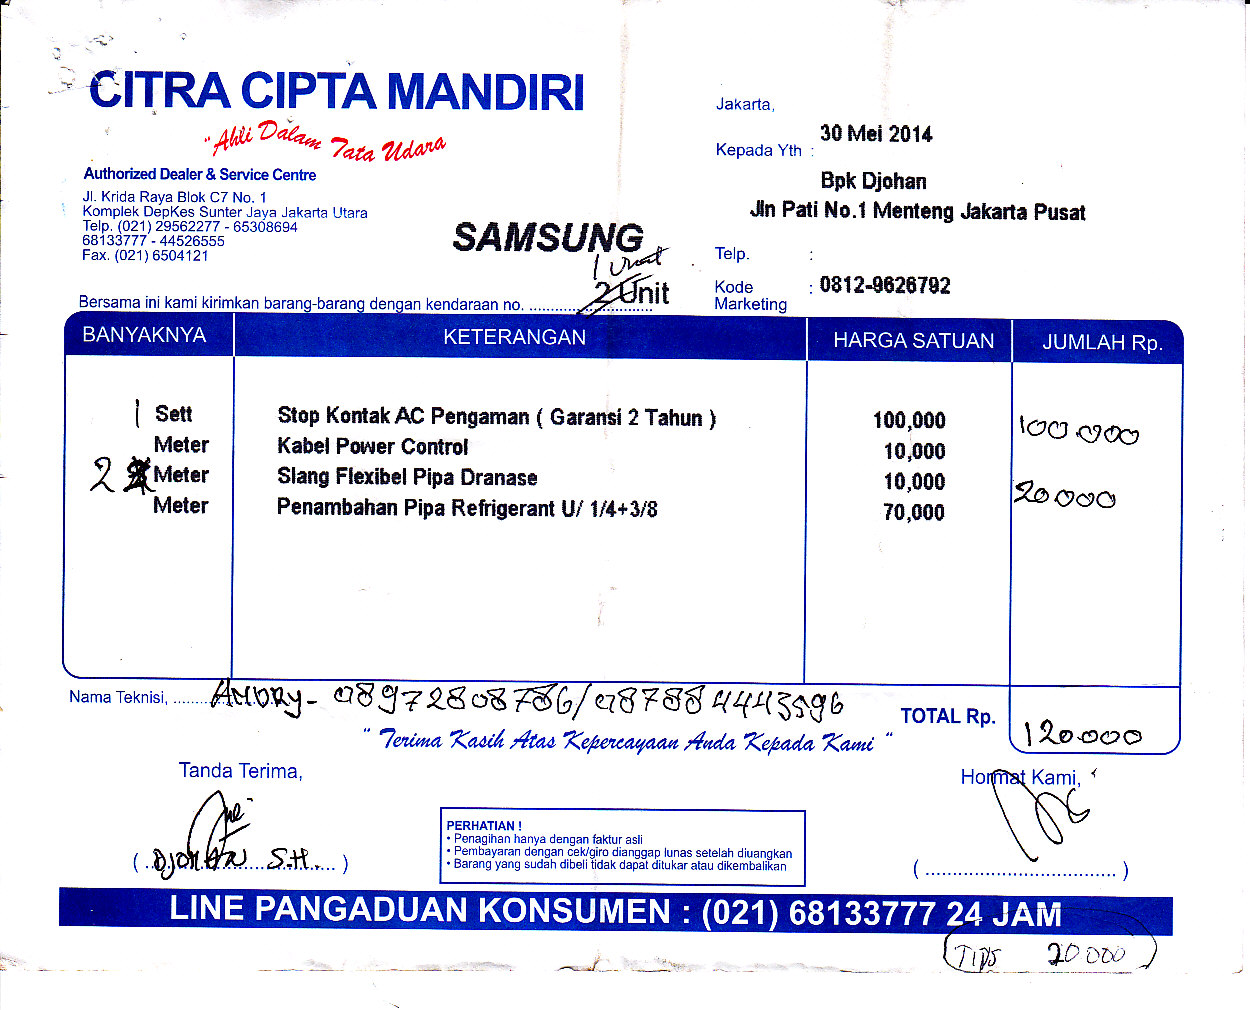 CITRA CIPTA MANDIRI
"Ahli Dalam Tata Udara
Authorized Dealer & Service Centre
Jl. Krida Raya Blok C7 No. 1
Komplek DepKes Sunter Jaya Jakarta Utara
Telp. (021) 29562277 - 65308694
68133777 - 44526555
Fax. (021) 6504121
SAMSUNG
1 Unit
2 Unit
Jakarta,
30 Mei 2014
Kepada Yth :
Bpk Djohan
Jln Pati No.1 Menteng Jakarta Pusat
Telp. :
Kode Marketing : 0812-9626792
Bersama ini kami kirimkan barang-barang dengan kendaraan no. ........................
BANYAKNYA KETERANGAN HARGA SATUAN JUMLAH Rp.
1 Sett Stop Kontak AC Pengaman ( Garansi 2 Tahun ) 100,000 100 000
Meter Kabel Power Control 10,000
2 Meter Slang Flexibel Pipa Dranase 10,000 20 000
Meter Penambahan Pipa Refrigerant U/ 1/4+3/8 70,000
Nama Teknisi, ......... - 08972808786/087884443596
TOTAL Rp. 120.000
" Terima Kasih Atas Kepercayaan Anda Kepada Kami "
Tanda Terima,
Hormat Kami,
PERHATIAN !
• Penagihan hanya dengan faktur asli
• Pembayaran dengan cek/giro dianggap lunas setelah diuangkan
• Barang yang sudah dibeli tidak dapat ditukar atau dikembalikan
( ... S.H. ... )
( ................................... )
LINE PANGADUAN KONSUMEN : (021) 68133777 24 JAM
TIPS 20 000